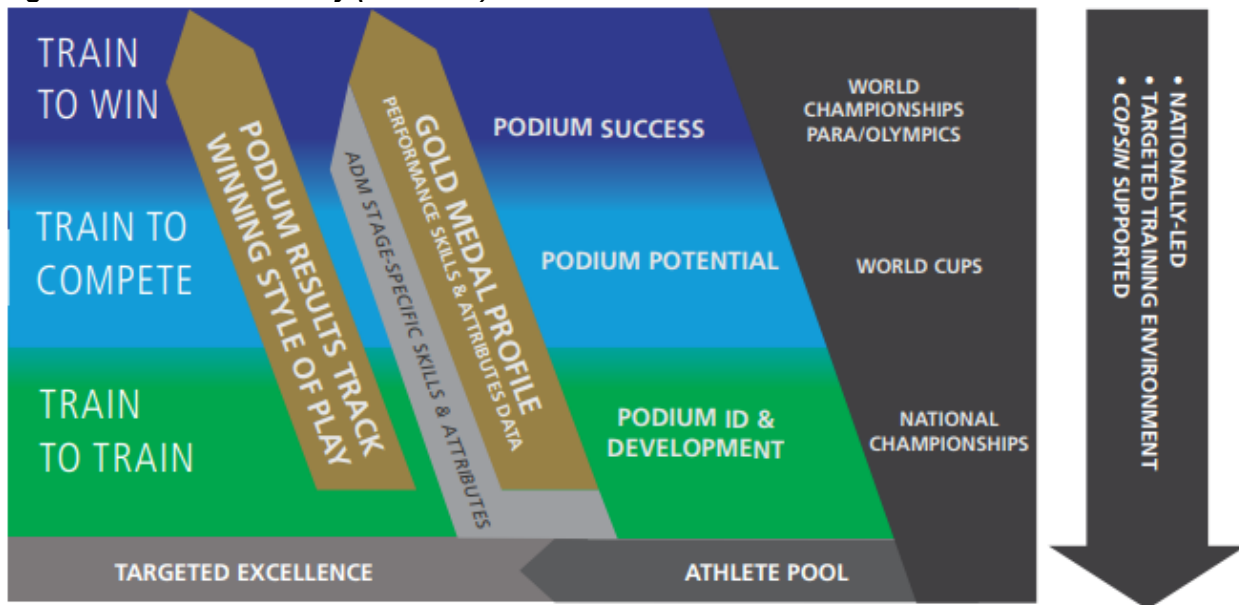 TRAIN
TO WIN
TRAIN TO
COMPETE
TRAIN
TO TRAIN
PODIUM RESULTS TRACK
WINNING STYLE OF PLAY
ADM STAGE-SPECIFIC SKILLS & ATTRIBUTES
GOLD MEDAL PROFILE
PERFORMANCE SKILLS & ATTRIBUTES DATA
PODIUM SUCCESS
PODIUM POTENTIAL
PODIUM ID &
DEVELOPMENT
WORLD
CHAMPIONSHIPS
PARA/OLYMPICS
WORLD CUPS
NATIONAL
CHAMPIONSHIPS
• NATIONALLY-LED
• TARGETED TRAINING ENVIRONMENT
• COPSIN SUPPORTED
TARGETED EXCELLENCE
ATHLETE POOL